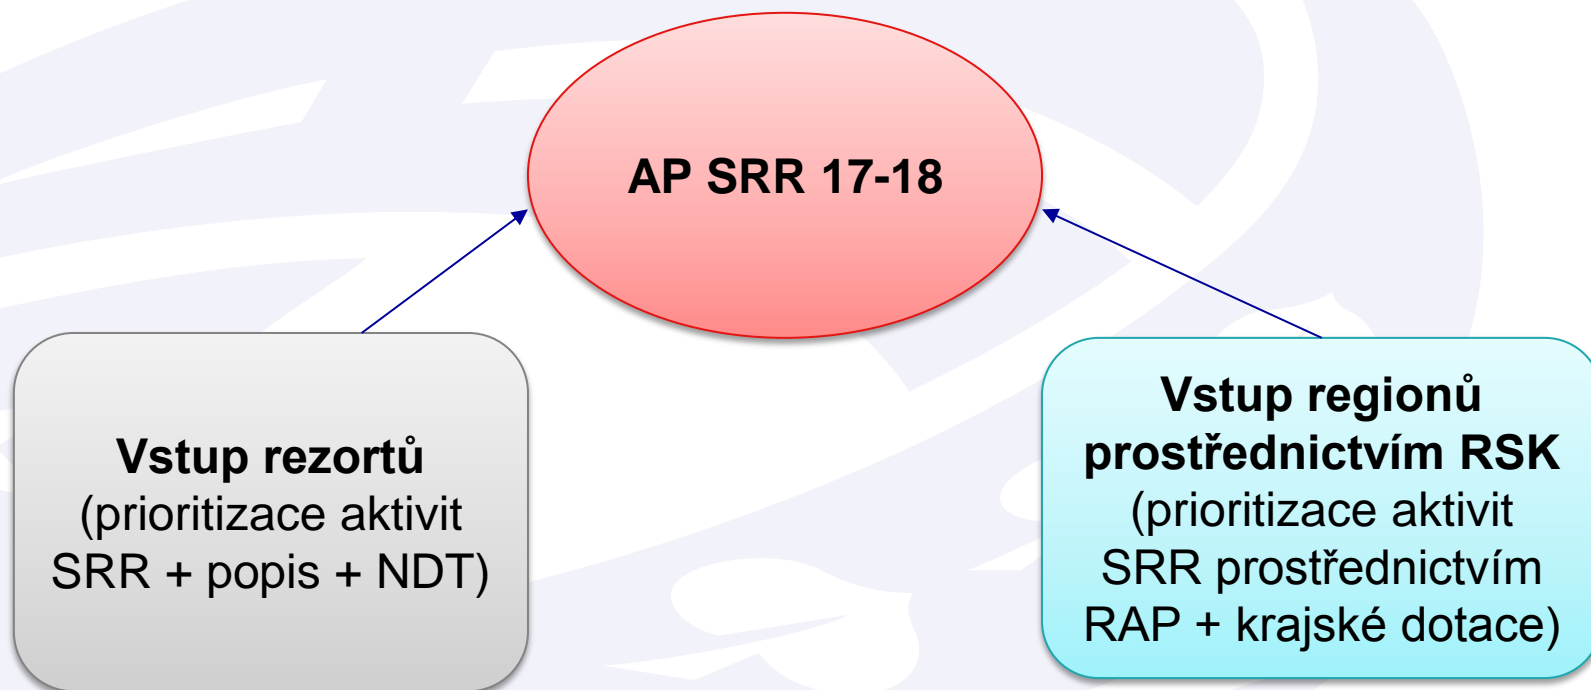 AP SRR 17-18
Vstup rezortů
(prioritizace aktivit
SRR + popis + NDT)
Vstup regionů
prostřednictvím RSK
(prioritizace aktivit
SRR prostřednictvím
RAP + krajské dotace)